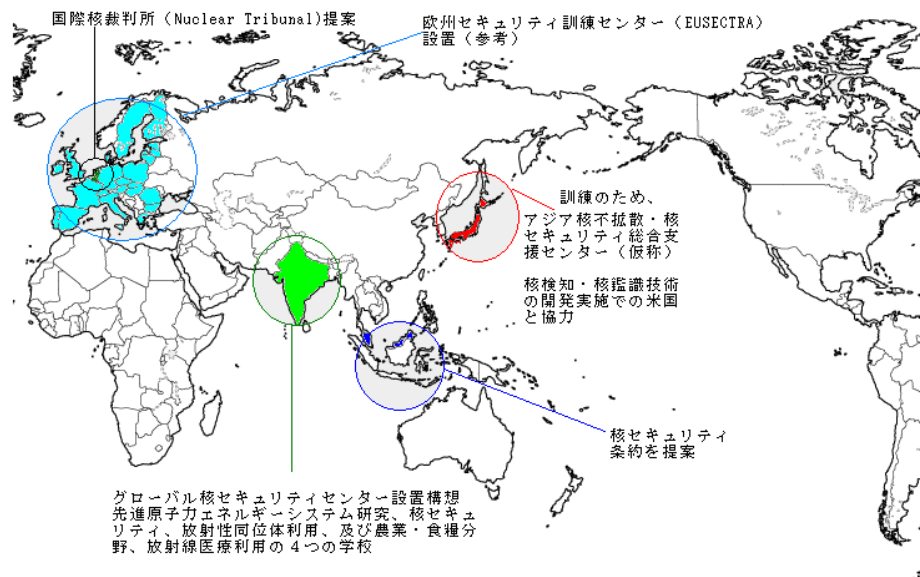 国際核裁判所 (Nuclear Tribunal)提案
欧州セキュリティ訓練センター (EUSECTRA)
設置（参考）
訓練のため、
アジア核不拡散・核
セキュリティ総合支
援センター（仮称）
核検知・核鑑識技術
の開発実施での米国
と協力
核セキュリティ
条約を提案
グローバル核セキュリティセンター設置構想
先進原子力エネルギーシステム研究、核セキュ
リティ、放射性同位体利用、及び農業・食糧分
野、放射線医療利用の４つの学校